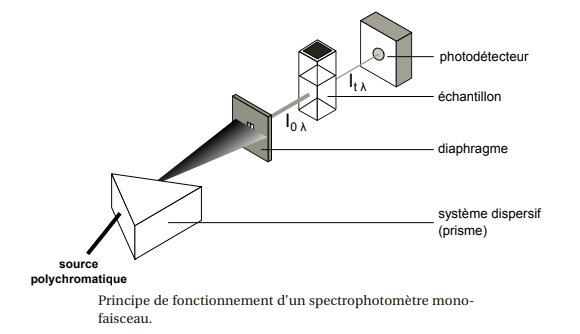 photodétecteur
I t λ
échantillon
I 0 λ
diaphragme
système dispersif
(prisme)
source
polychromatique
Principe de fonctionnement d'un spectrophotomètre mono-
faisceau.